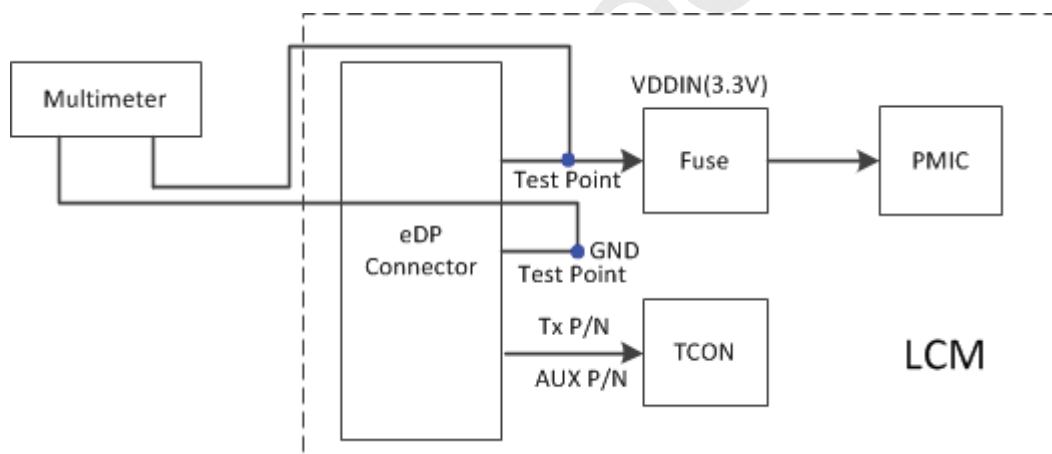 Multimeter
VDDIN(3.3V)
Fuse
PMIC
Test Point
eDP
Connector
GND
Test Point
Tx P/N
AUX P/N
TCON
LCM